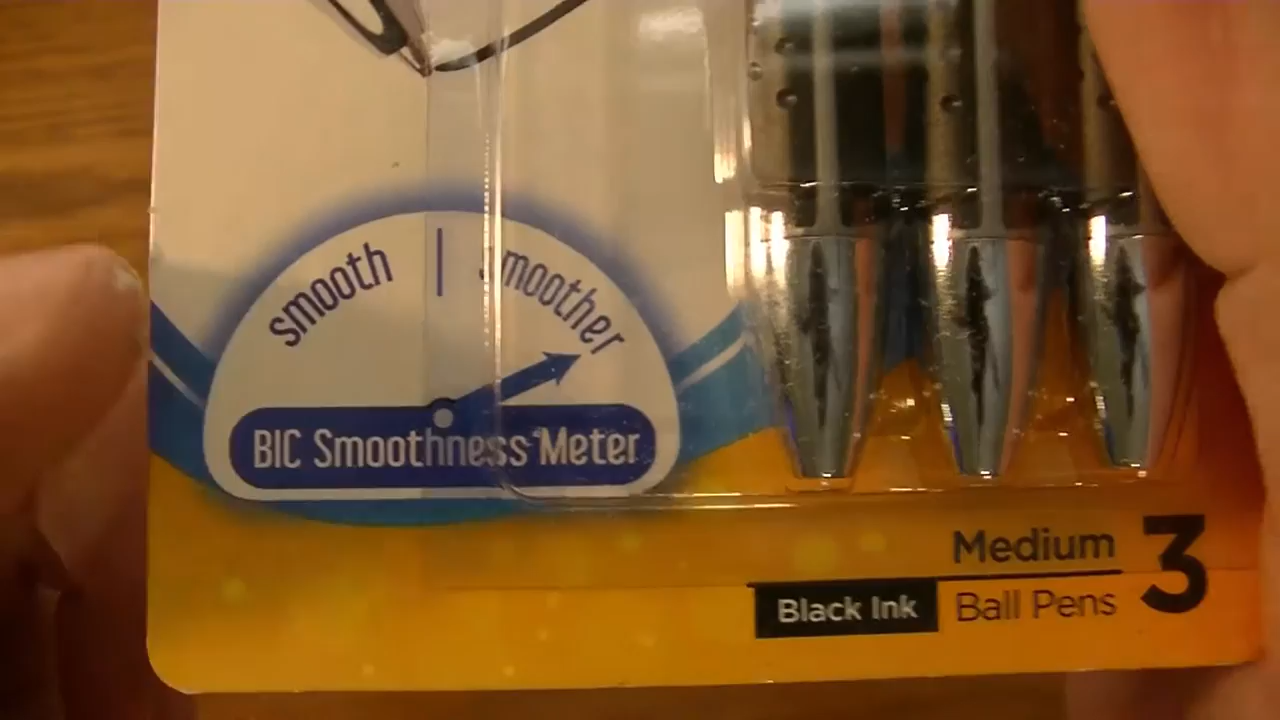 smooth | smoother
BIC Smoothness Meter
Medium
Black Ink Ball Pens
3